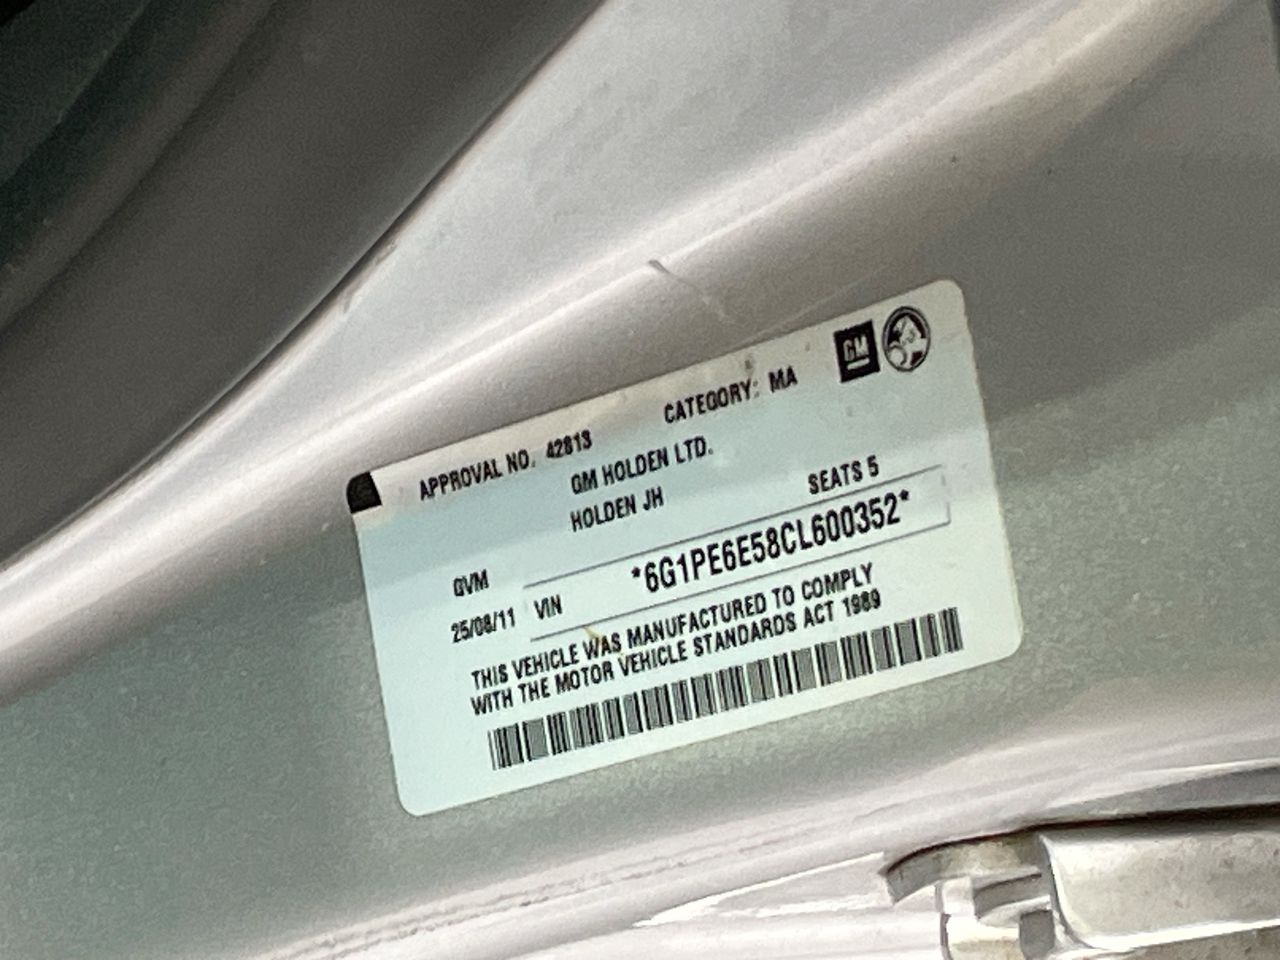 APPROVAL NO. 42813 CATEGORY: MA GM
GM HOLDEN LTD.
HOLDEN JH SEATS 5
GVM
25/08/11 VIN *6G1PE6E58CL600352*
THIS VEHICLE WAS MANUFACTURED TO COMPLY
WITH THE MOTOR VEHICLE STANDARDS ACT 1989